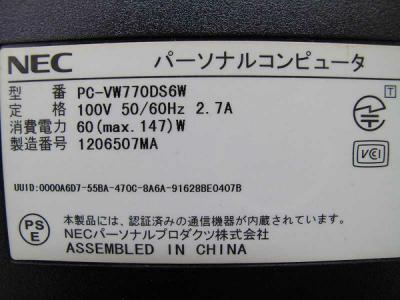 NEC パーソナルコンピュータ
型 番 PC-VW770DS6W
定 格 100V 50/60Hz 2.7A
消費電力 60(max.147)W
製造番号 1206507MA
T
VCI
UUID:0000A6D7-55BA-470C-8A6A-91628BE0407B
PS
E
本製品には、認証済みの通信機器が内蔵されています。
NECパーソナルプロダクツ株式会社
ASSEMBLED IN CHINA